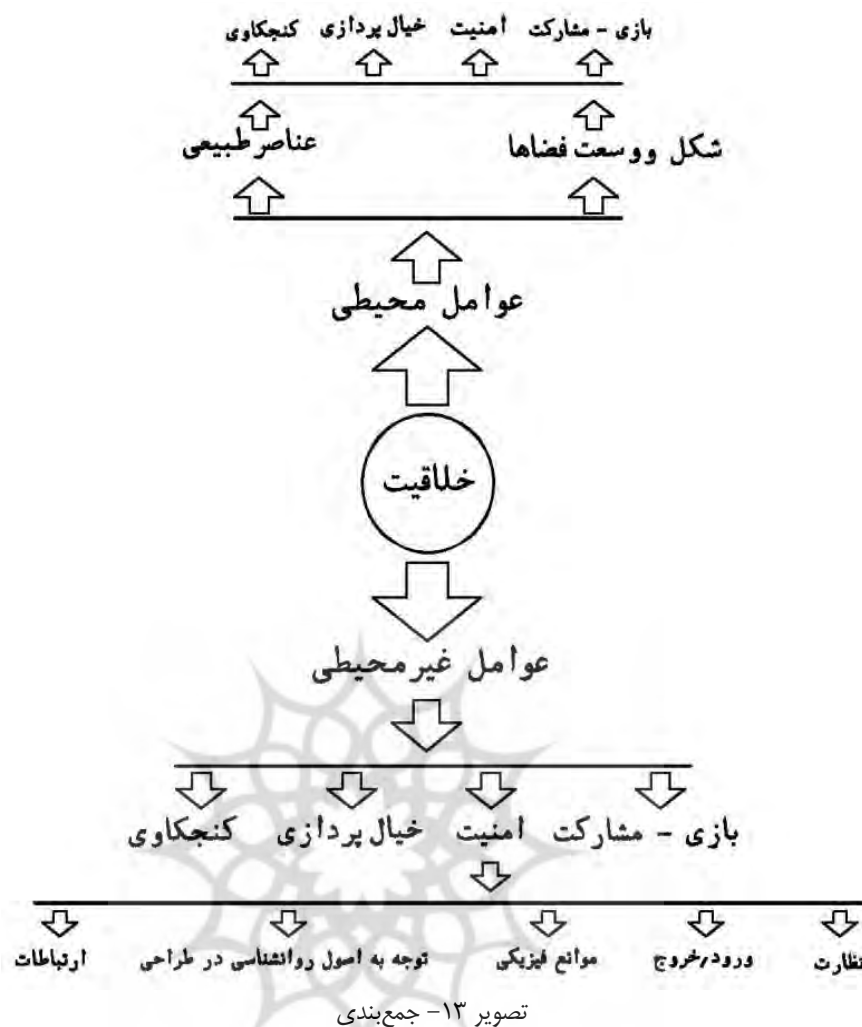 بازی - مشارکت امنیت خیال پردازی کنجکاوی
شکل ووسعت فضاها عناصر طبیعی
عوامل محیطی
خلاقیت
عوامل غیرمحیطی
بازی - مشارکت امنیت خیال پردازی کنجکاوی
نظارت ورود/خروج موانع فیزیکی توجه به اصول روانشناسی در طراحی ارتباطات
تصویر ۱۳- جمع‌بندی